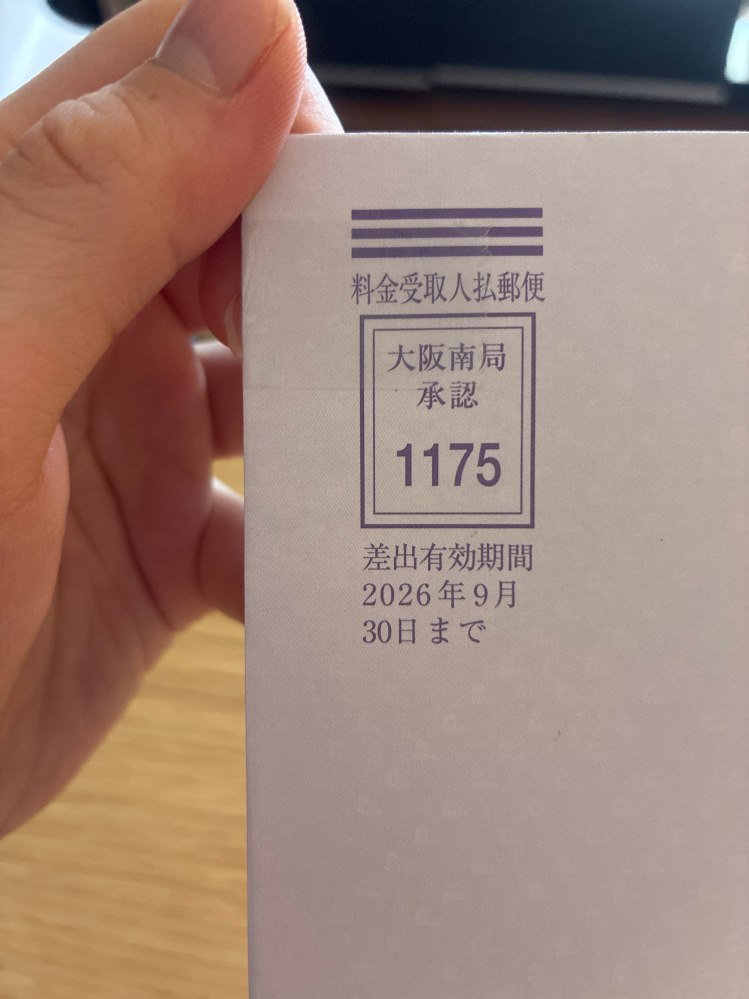 料金受取人払郵便
大阪南局
承認
1175
差出有効期間
2026年9月
30日まで